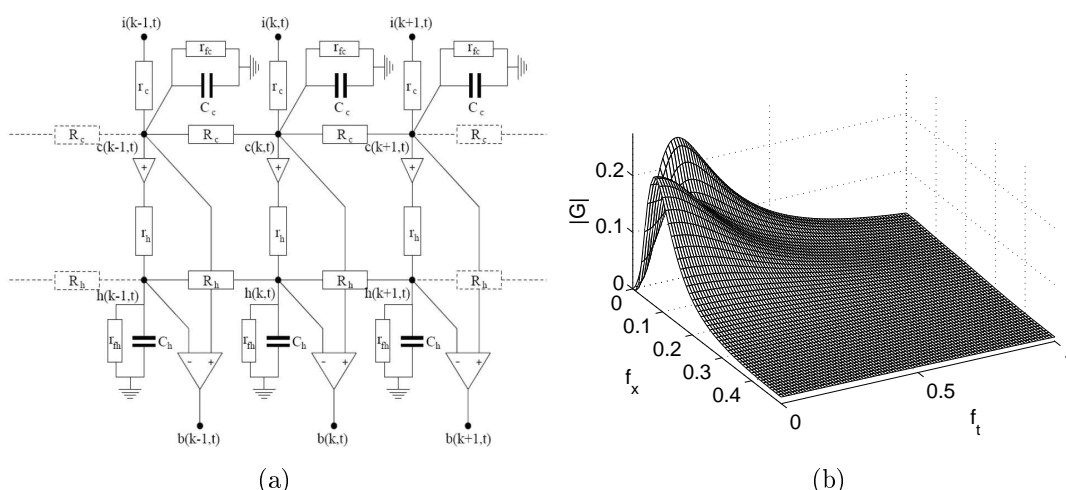 i(k-1,t) i(k,t) i(k+1,t)
r_fc r_fc r_fc
r_c C_c r_c C_c r_c C_c
R_c R_c R_c R_c
c(k-1,t) c(k,t) c(k+1,t)
+ + +
r_h r_h r_h
R_h R_h R_h R_h
h(k-1,t) h(k,t) h(k+1,t)
r_fh C_h r_fh C_h r_fh C_h
- + - + - +
b(k-1,t) b(k,t) b(k+1,t)
(a)
|G|
0.2
0.1
0
0
0.1
0.2
0.3
0.4
f_x
0
0.5
f_t
(b)